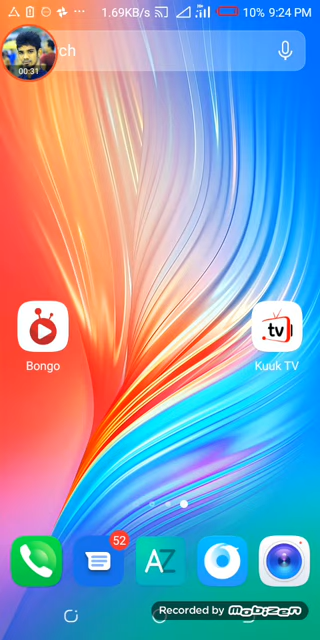 1.69KB/s 10% 9:24 PM
ch
00:31
tv
Bongo
Kuuk TV
52
AZ
Recorded by mobizen